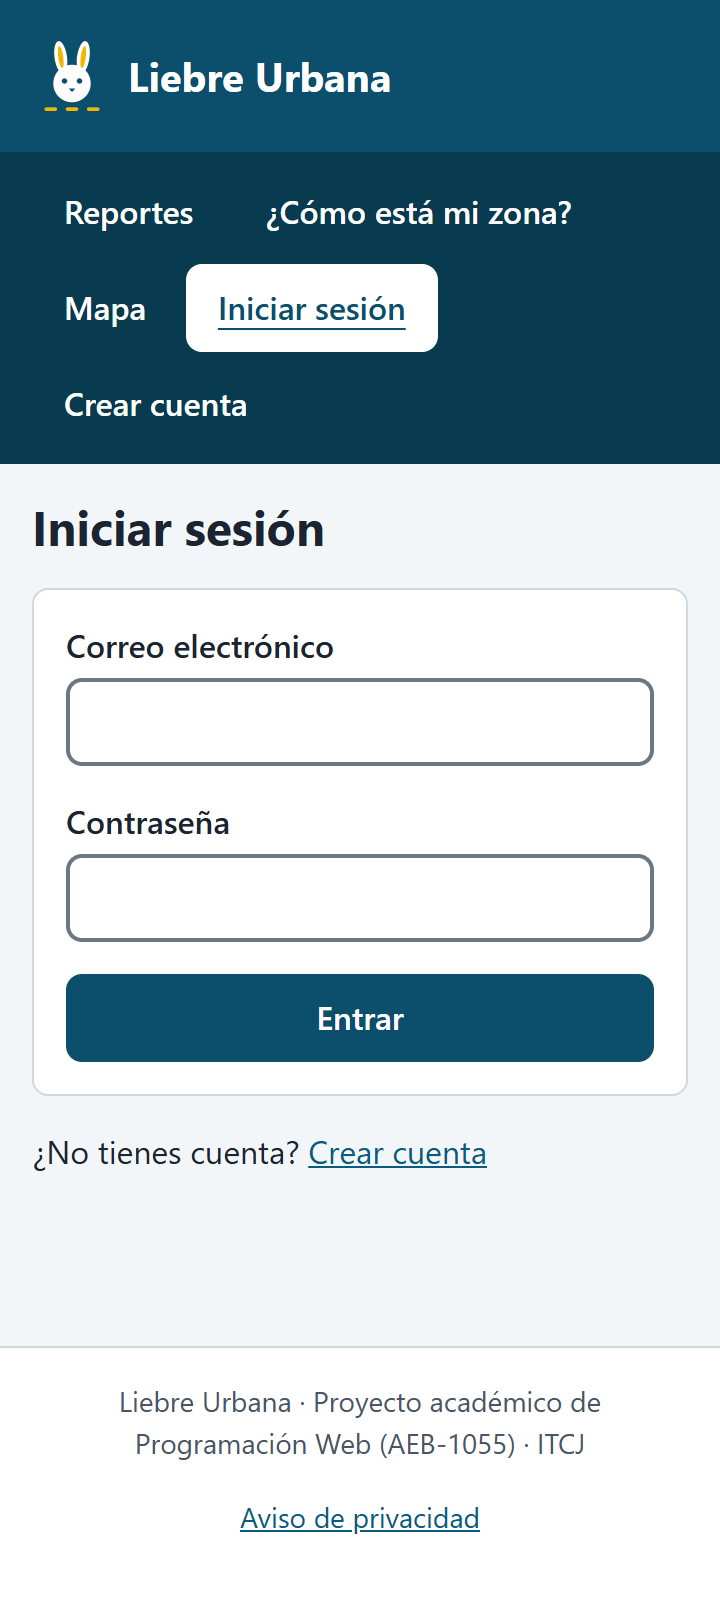 Liebre Urbana
Reportes
¿Cómo está mi zona?
Mapa
Iniciar sesión
Crear cuenta
Iniciar sesión
Correo electrónico
Contraseña
Entrar
¿No tienes cuenta? Crear cuenta
Liebre Urbana · Proyecto académico de
Programación Web (AEB-1055) · ITCJ
Aviso de privacidad